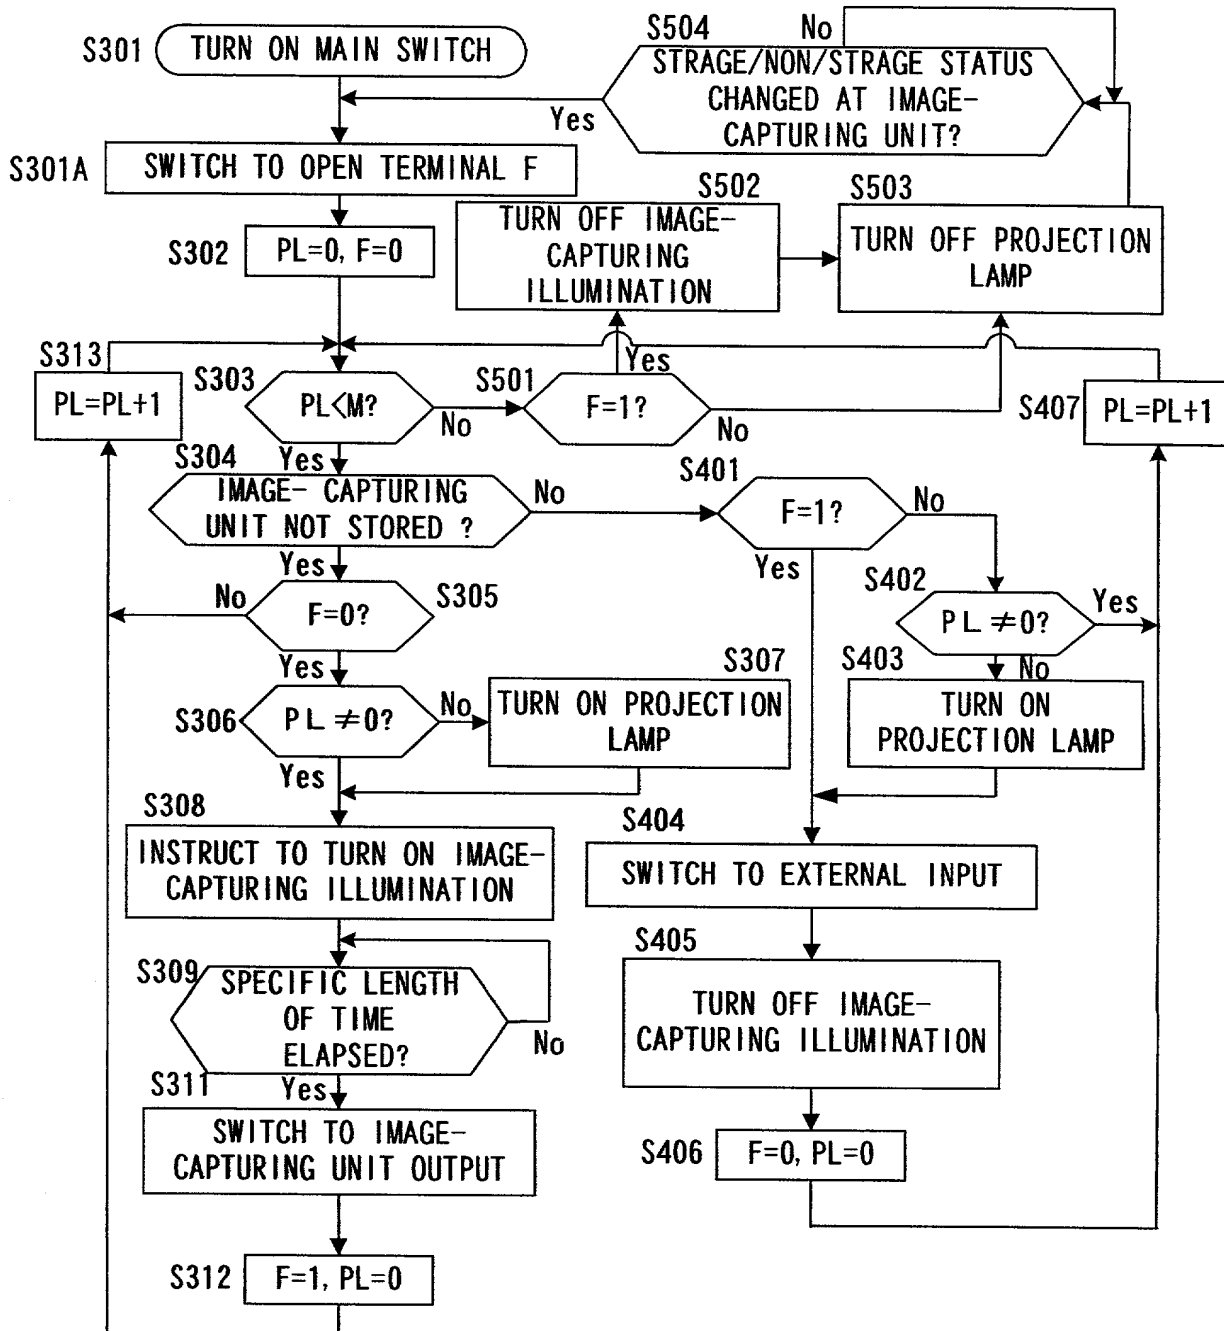 S301
TURN ON MAIN SWITCH
S504
No
STRAGE/NON/STRAGE STATUS
CHANGED AT IMAGE-
CAPTURING UNIT?
Yes
S301A
SWITCH TO OPEN TERMINAL F
S302
PL=0, F=0
S502
TURN OFF IMAGE-
CAPTURING
ILLUMINATION
S503
TURN OFF PROJECTION
LAMP
S313
PL=PL+1
S303
PL<M?
No
Yes
S501
F=1?
Yes
No
S407
PL=PL+1
S304
IMAGE- CAPTURING
UNIT NOT STORED ?
No
Yes
S401
F=1?
No
Yes
S305
F=0?
No
Yes
S402
PL≠0?
Yes
No
S306
PL≠0?
No
Yes
S307
TURN ON PROJECTION
LAMP
S403
TURN ON
PROJECTION LAMP
S308
INSTRUCT TO TURN ON IMAGE-
CAPTURING ILLUMINATION
S404
SWITCH TO EXTERNAL INPUT
S309
SPECIFIC LENGTH
OF TIME
ELAPSED?
No
Yes
S405
TURN OFF IMAGE-
CAPTURING ILLUMINATION
S311
SWITCH TO IMAGE-
CAPTURING UNIT OUTPUT
S406
F=0, PL=0
S312
F=1, PL=0